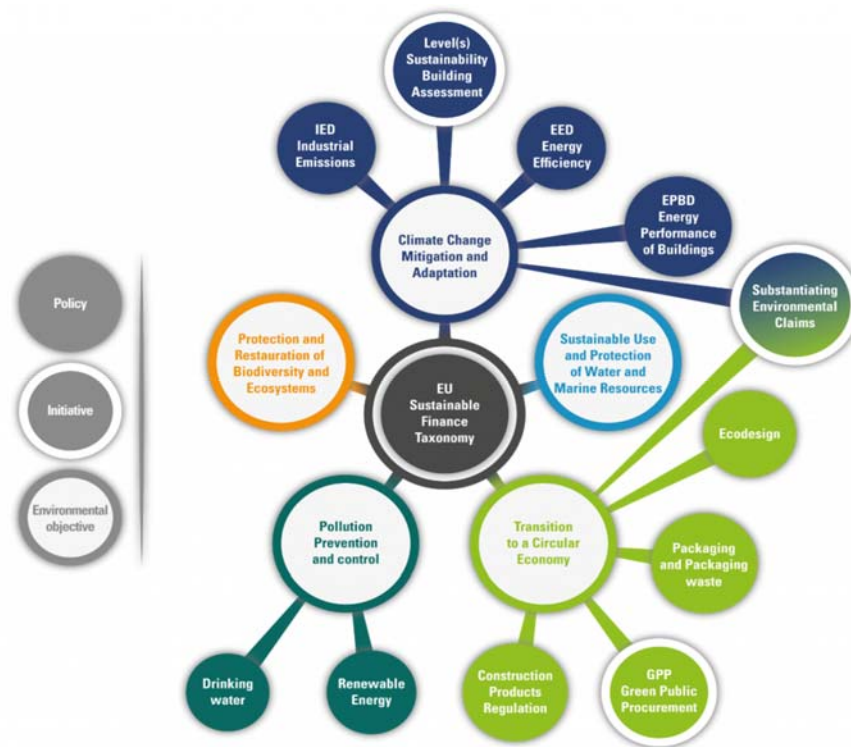 Level(s)
Sustainability
Building
Assessment
IED
Industrial
Emissions
EED
Energy
Efficiency
EPBD
Energy
Performance
of Buildings
Climate Change
Mitigation and
Adaptation
Substantiating
Environmental
Claims
Policy
Initiative
Environmental
objective
Protection and
Restauration of
Biodiversity and
Ecosystems
Sustainable Use
and Protection
of Water and
Marine Resources
EU
Sustainable
Finance
Taxonomy
Ecodesign
Pollution
Prevention
and control
Transition
to a Circular
Economy
Packaging
and Packaging
waste
Drinking
water
Renewable
Energy
Construction
Products
Regulation
GPP
Green Public
Procurement